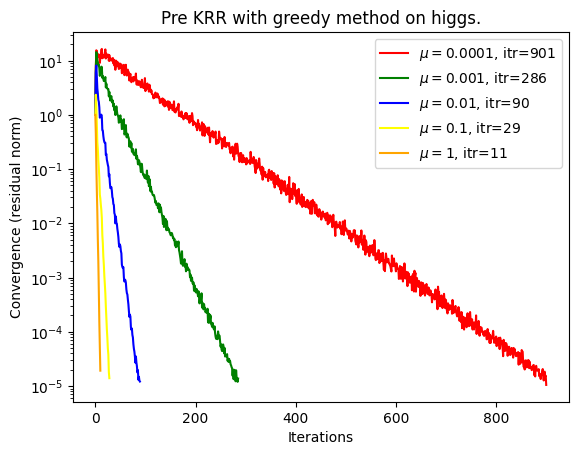 Pre KRR with greedy method on higgs.
μ = 0.0001, itr=901
μ = 0.001, itr=286
μ = 0.01, itr=90
μ = 0.1, itr=29
μ = 1, itr=11
Convergence (residual norm)
10¹
10⁰
10⁻¹
10⁻²
10⁻³
10⁻⁴
10⁻⁵
0 200 400 600 800
Iterations